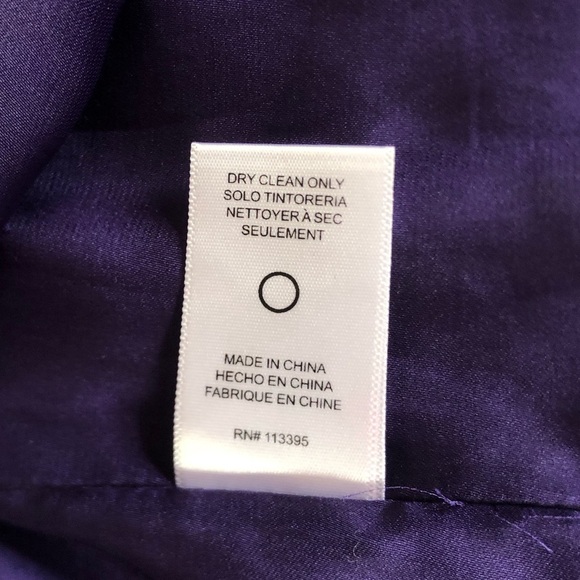 DRY CLEAN ONLY
SOLO TINTORERIA
NETTOYER À SEC
SEULEMENT
MADE IN CHINA
HECHO EN CHINA
FABRIQUE EN CHINE
RN# 113395